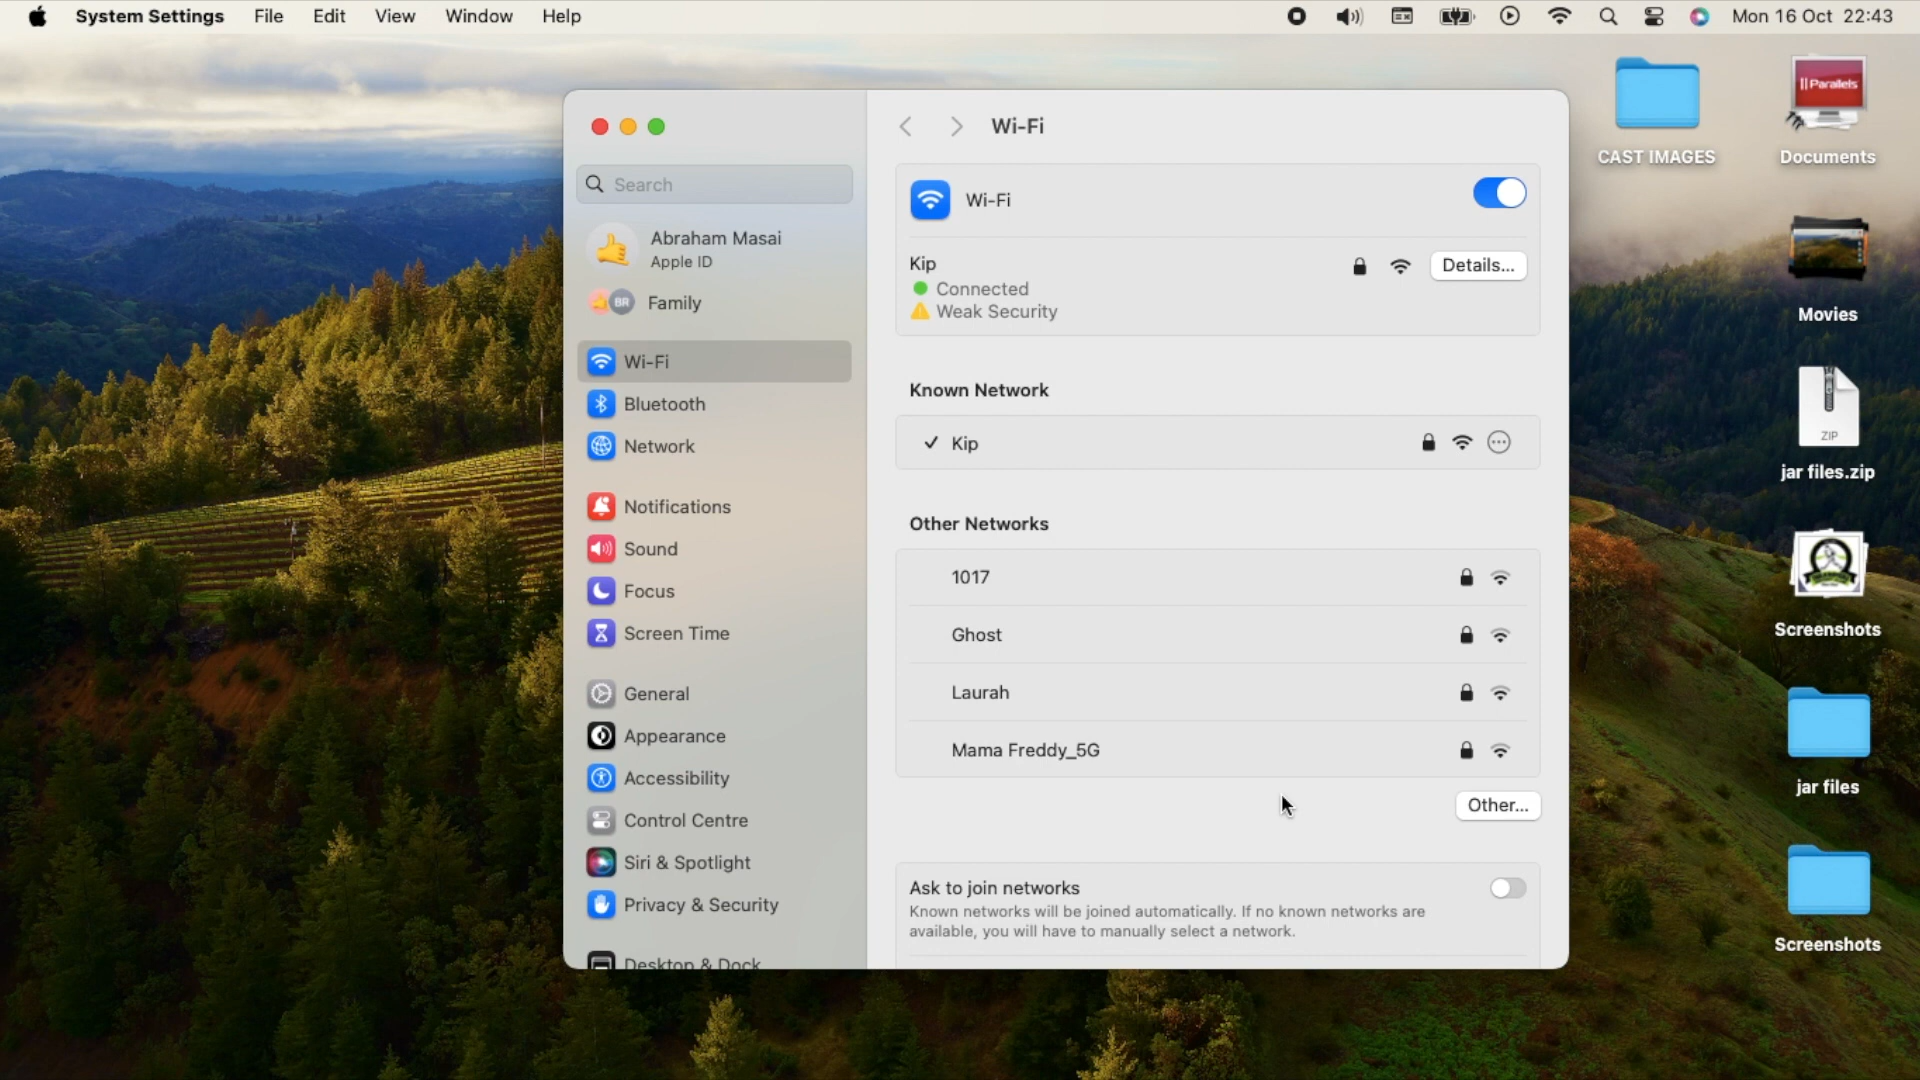 System Settings File Edit View Window Help Mon 16 Oct 22:43
Wi-Fi
Search
Abraham Masai
Apple ID
BR Family
Wi-Fi
Bluetooth
Network
Notifications
Sound
Focus
Screen Time
General
Appearance
Accessibility
Control Centre
Siri & Spotlight
Privacy & Security
Desktop & Dock
Wi-Fi
Kip
Details...
Connected
Weak Security
Known Network
Kip
Other Networks
1017
Ghost
Laurah
Mama Freddy_5G
Other...
Ask to join networks
Known networks will be joined automatically. If no known networks are
available, you will have to manually select a network.
CAST IMAGES
Parallels
Documents
Movies
ZIP
jar files.zip
Screenshots
jar files
Screenshots